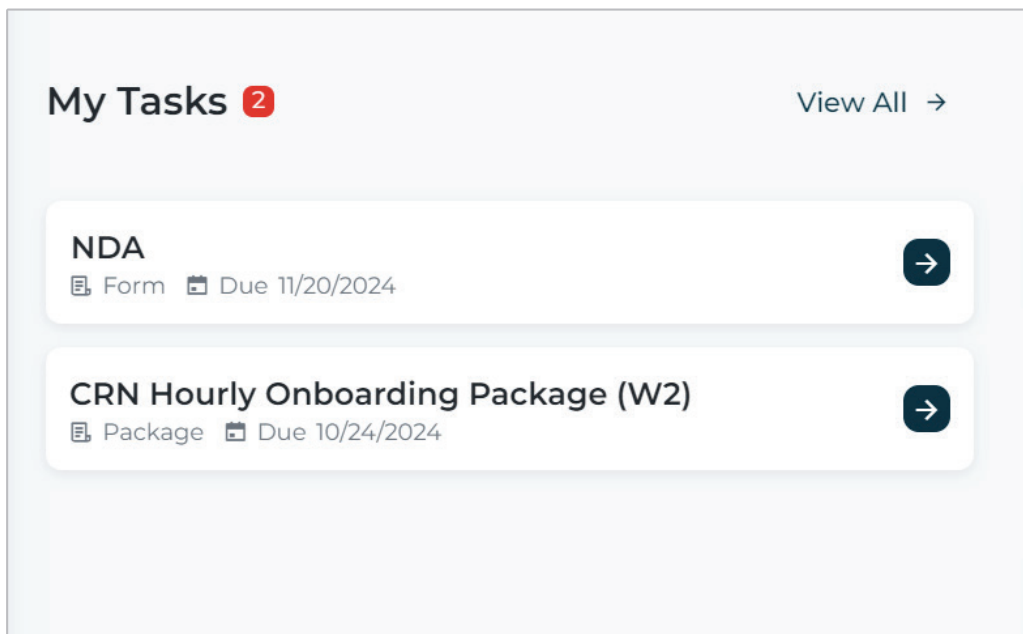 My Tasks 2
View All →
NDA
Form Due 11/20/2024
CRN Hourly Onboarding Package (W2)
Package Due 10/24/2024